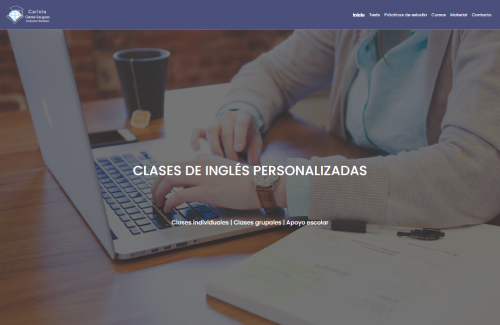 Carlota
Inicio Tests Prácticas de estudio Cursos Material Contacto
CLASES DE INGLÉS PERSONALIZADAS
Clases individuales | Clases grupales | Apoyo escolar